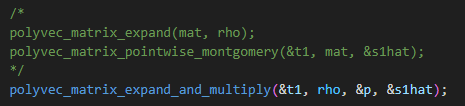 /*
polyvec_matrix_expand(mat, rho);
polyvec_matrix_pointwise_montgomery(&t1, mat, &s1hat);
*/
polyvec_matrix_expand_and_multiply(&t1, rho, &p, &s1hat);